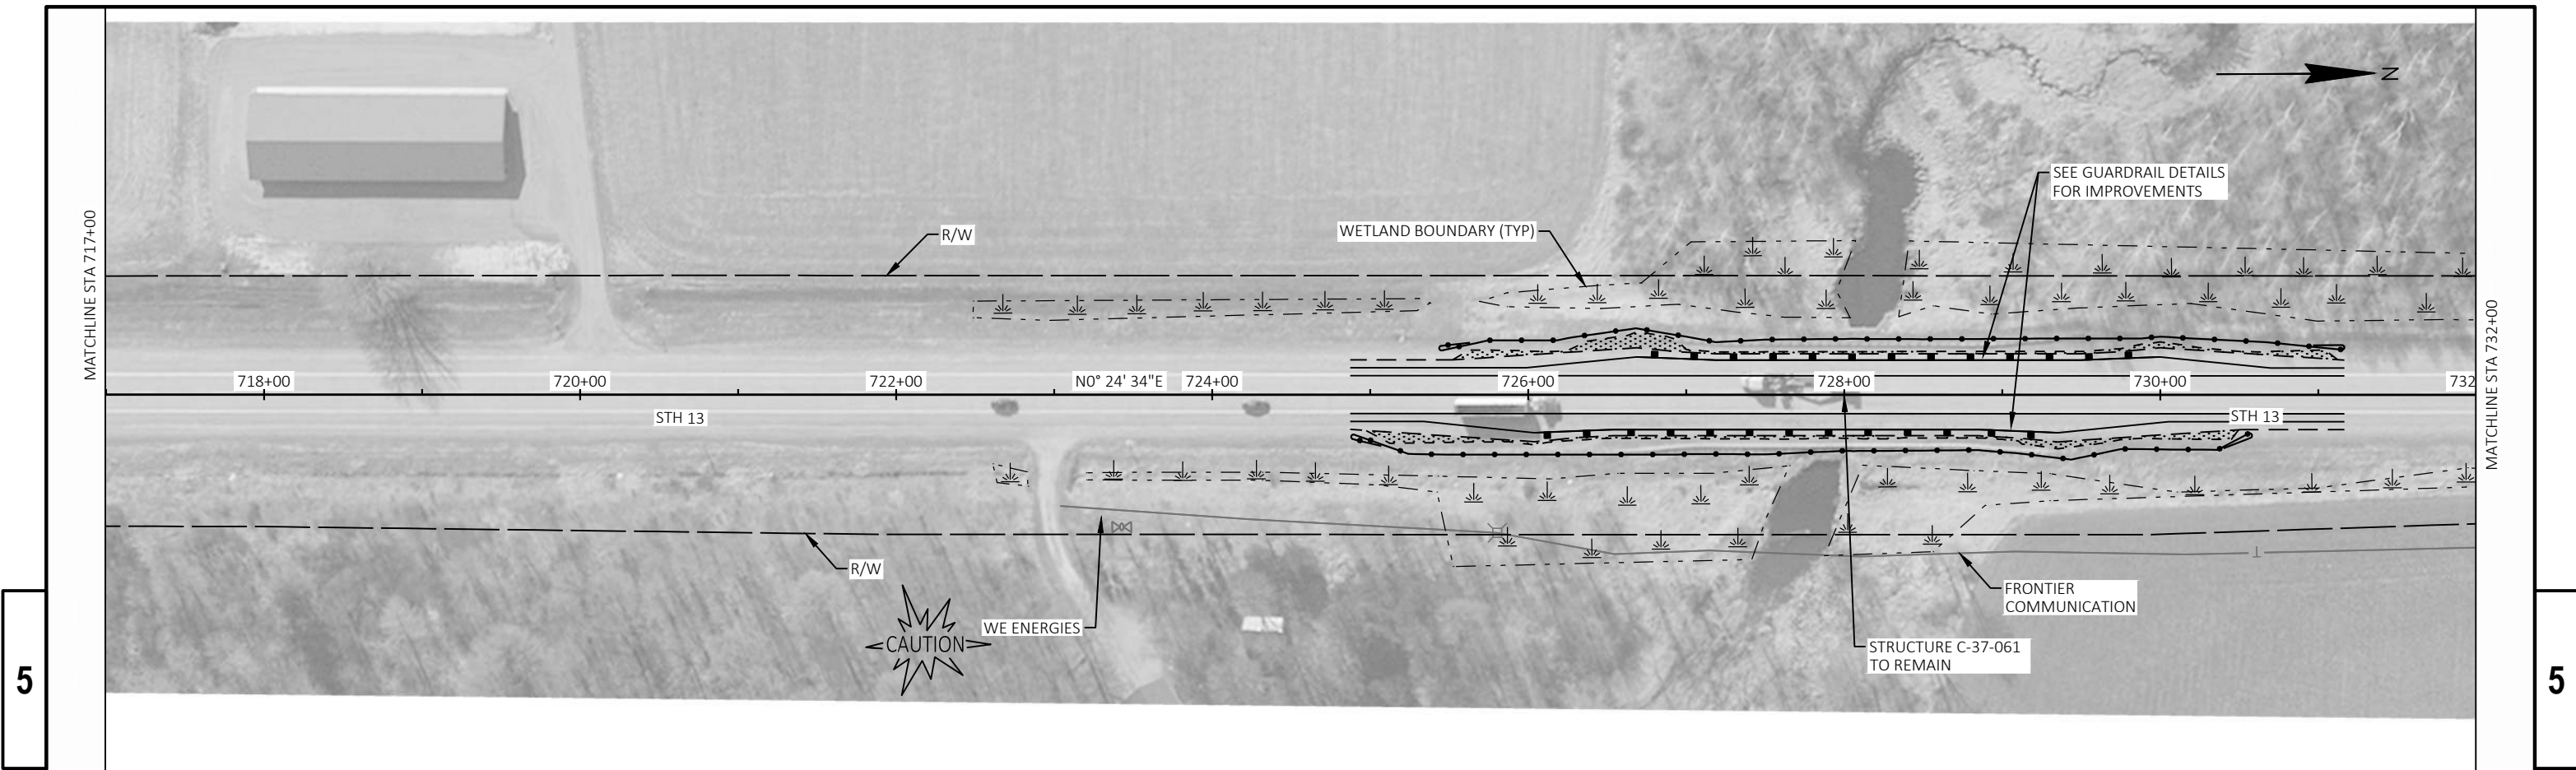 N
SEE GUARDRAIL DETAILS
FOR IMPROVEMENTS
MATCHLINE STA 717+00
R/W
WETLAND BOUNDARY (TYP)
MATCHLINE STA 732+00
718+00
720+00
722+00
N0° 24' 34"E
724+00
726+00
728+00
730+00
732
STH 13
STH 13
R/W
FRONTIER
COMMUNICATION
WE ENERGIES
CAUTION
STRUCTURE C-37-061
TO REMAIN
5
5